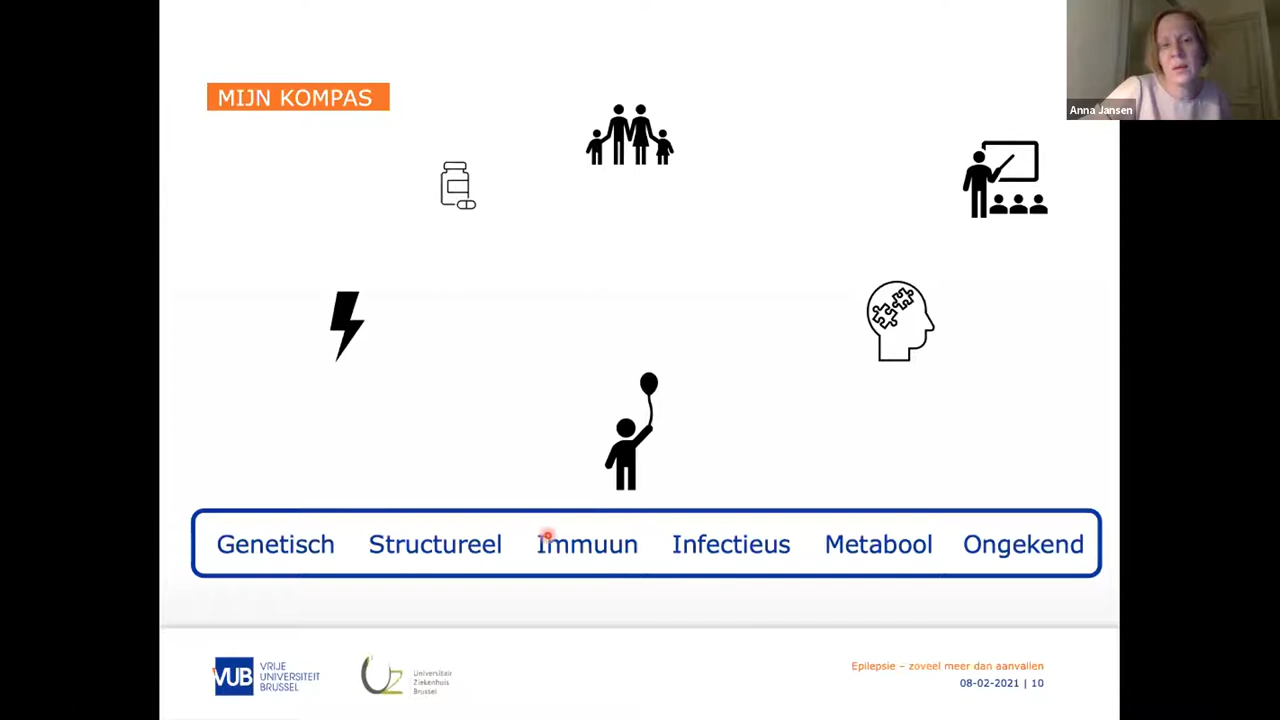 Anna Jansen
MIJN KOMPAS
Genetisch Structureel Immuun Infectieus Metabool Ongekend
VUB
VRIJE
UNIVERSITEIT
BRUSSEL
UZ
Universitair
Ziekenhuis
Brussel
Epilepsie – zoveel meer dan aanvallen
08-02-2021 | 10